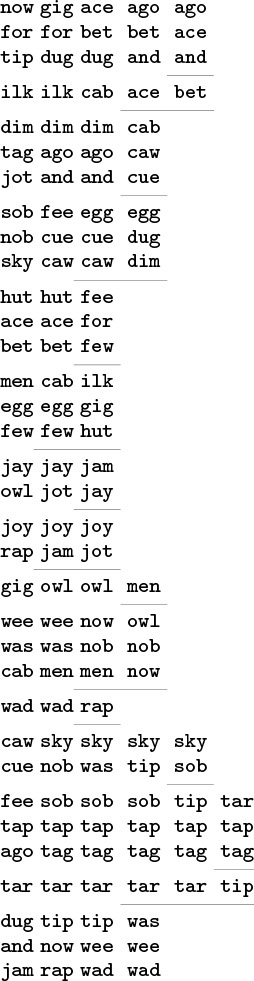 now gig ace ago ago
for for bet bet ace
tip dug dug and and
ilk ilk cab ace bet
dim dim dim cab
tag ago ago caw
jot and and cue
sob fee egg egg
nob cue cue dug
sky caw caw dim
hut hut fee
ace ace for
bet bet few
men cab ilk
egg egg gig
few few hut
jay jay jam
owl jot jay
joy joy joy
rap jam jot
gig owl owl men
wee wee now owl
was was nob nob
cab men men now
wad wad rap
caw sky sky sky sky
cue nob was tip sob
fee sob sob sob tip tar
tap tap tap tap tap tap
ago tag tag tag tag tag
tar tar tar tar tar tip
dug tip tip was
and now wee wee
jam rap wad wad